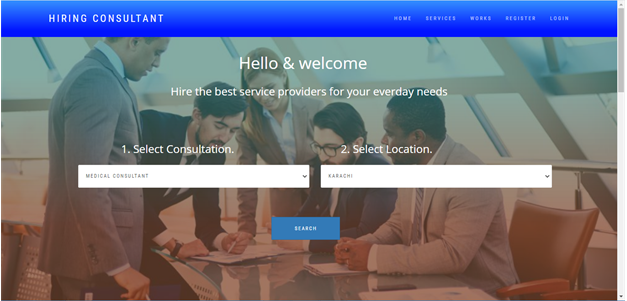 HIRING CONSULTANT
HOME SERVICES WORKS REGISTER LOGIN
Hello & welcome
Hire the best service providers for your everday needs
1. Select Consultation.
2. Select Location.
MEDICAL CONSULTANT
KARACHI
SEARCH